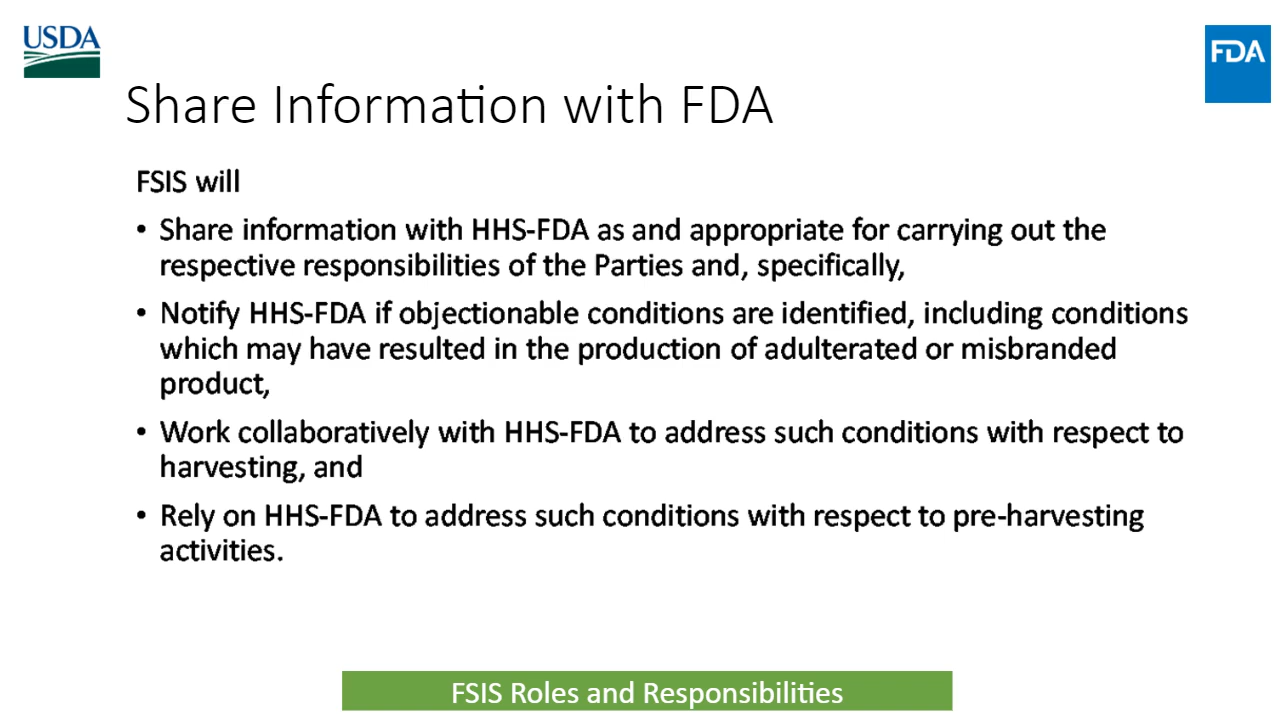 USDA
FDA
Share Information with FDA
FSIS will
• Share information with HHS-FDA as and appropriate for carrying out the
respective responsibilities of the Parties and, specifically,
• Notify HHS-FDA if objectionable conditions are identified, including conditions
which may have resulted in the production of adulterated or misbranded
product,
• Work collaboratively with HHS-FDA to address such conditions with respect to
harvesting, and
• Rely on HHS-FDA to address such conditions with respect to pre-harvesting
activities.
FSIS Roles and Responsibilities